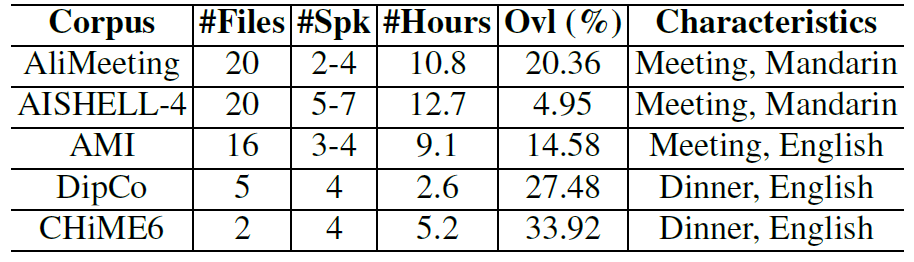 Corpus #Files #Spk #Hours Ovl (%) Characteristics
AliMeeting 20 2-4 10.8 20.36 Meeting, Mandarin
AISHELL-4 20 5-7 12.7 4.95 Meeting, Mandarin
AMI 16 3-4 9.1 14.58 Meeting, English
DipCo 5 4 2.6 27.48 Dinner, English
CHiME6 2 4 5.2 33.92 Dinner, English